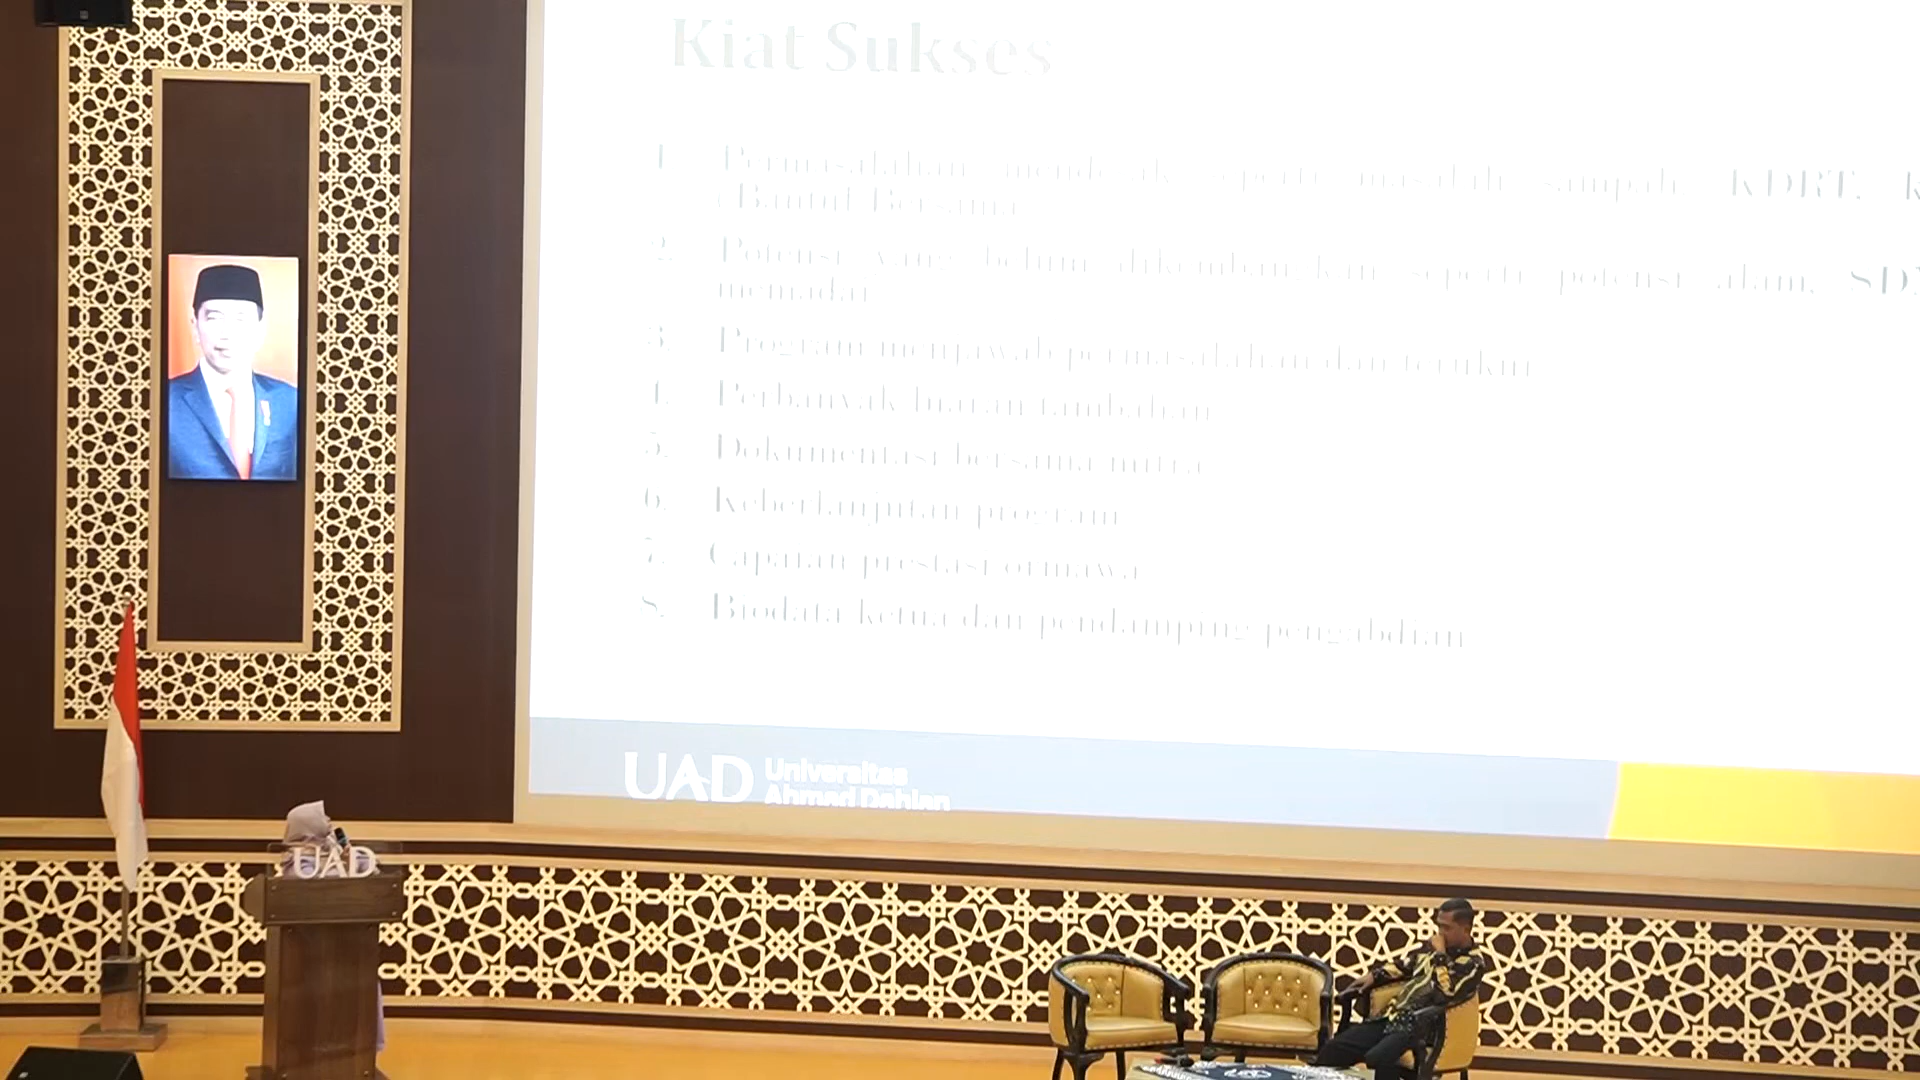 Kiat Sukses
1. Permasalahan mendesak seperti masalah sampah, KDRT,
(Bantul Bersama
2. Potensi yang belum dikembangkan seperti potensi alam,
memadai
3. Program menjawab permasalahan dan terukur
4. Perbanyak luaran tambahan
5. Dokumentasi bersama mitra
6. Keberlanjutan program
7. Capaian prestasi ormawa
8. Biodata ketua dan pendamping pengabdian
UAD Universitas
Ahmad Dahlan
UAD